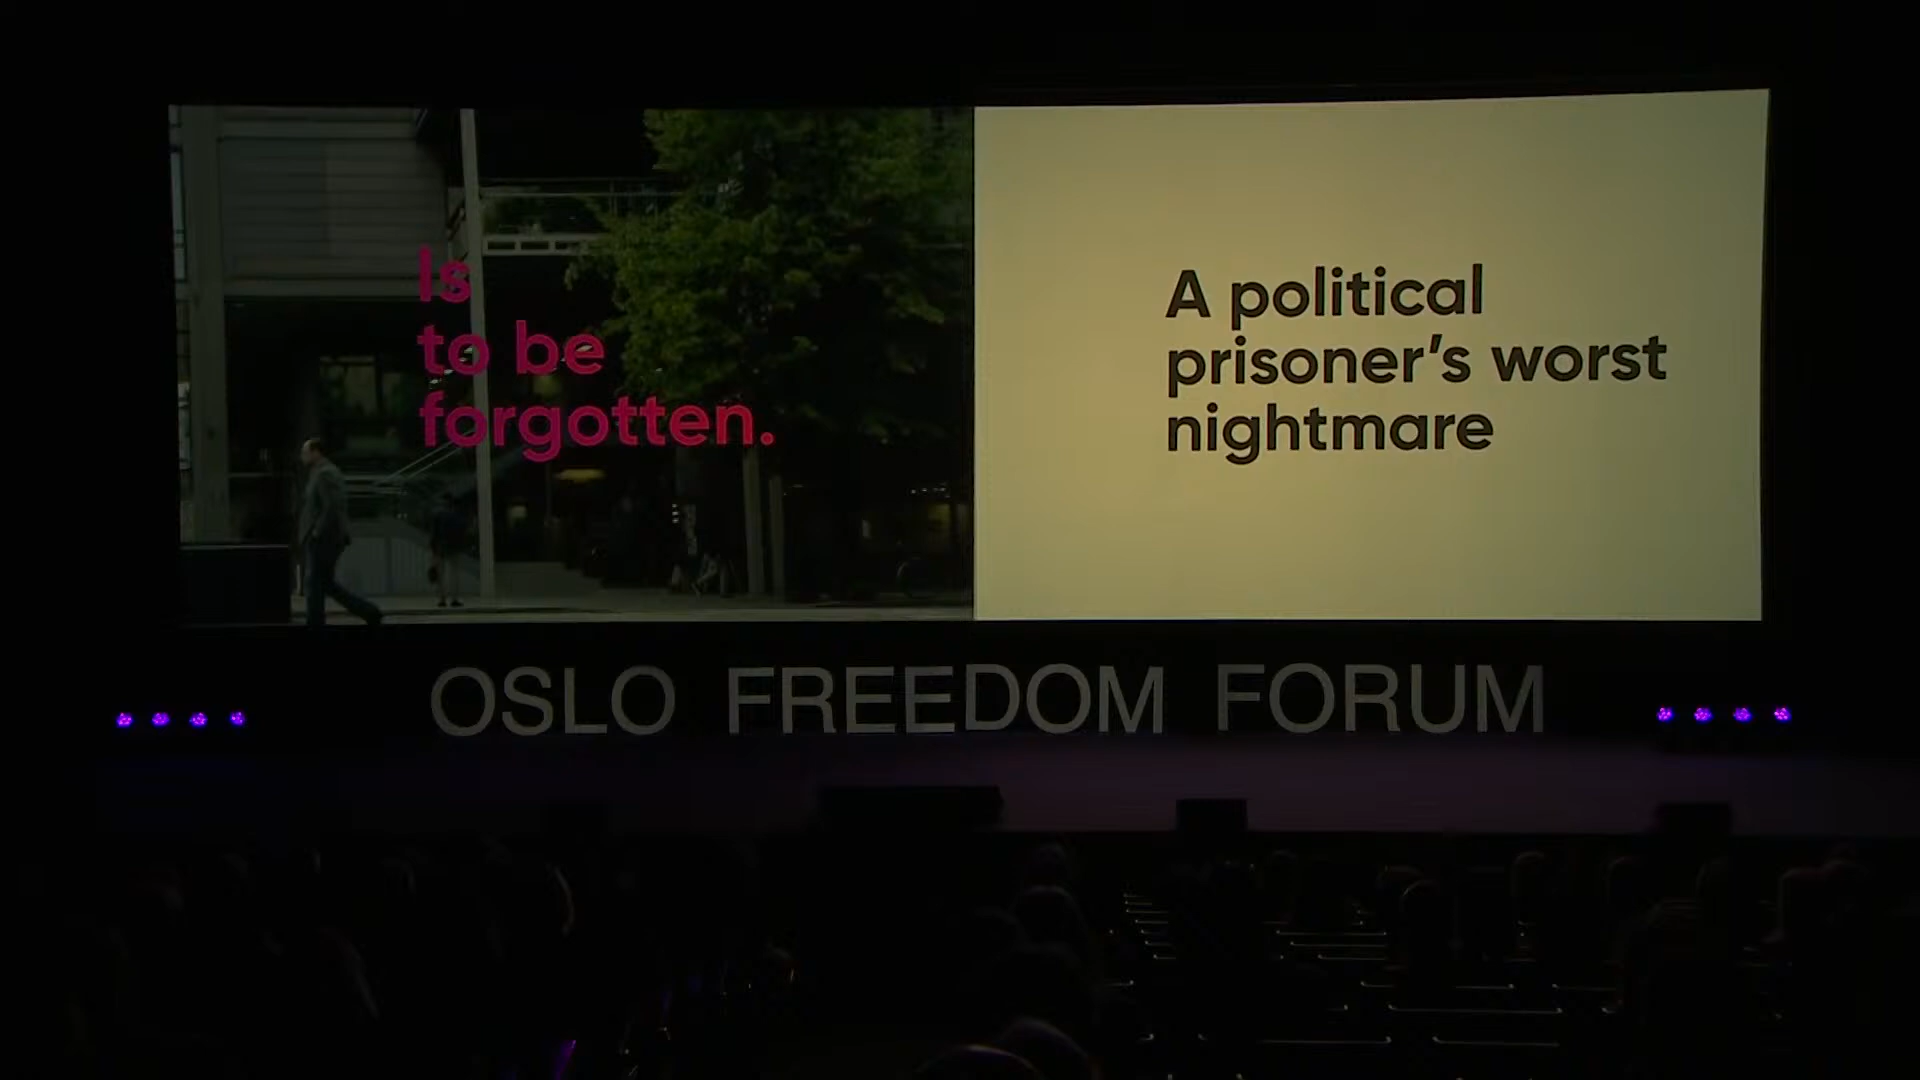 Is
to be
forgotten.
A political
prisoner's worst
nightmare
OSLO FREEDOM FORUM